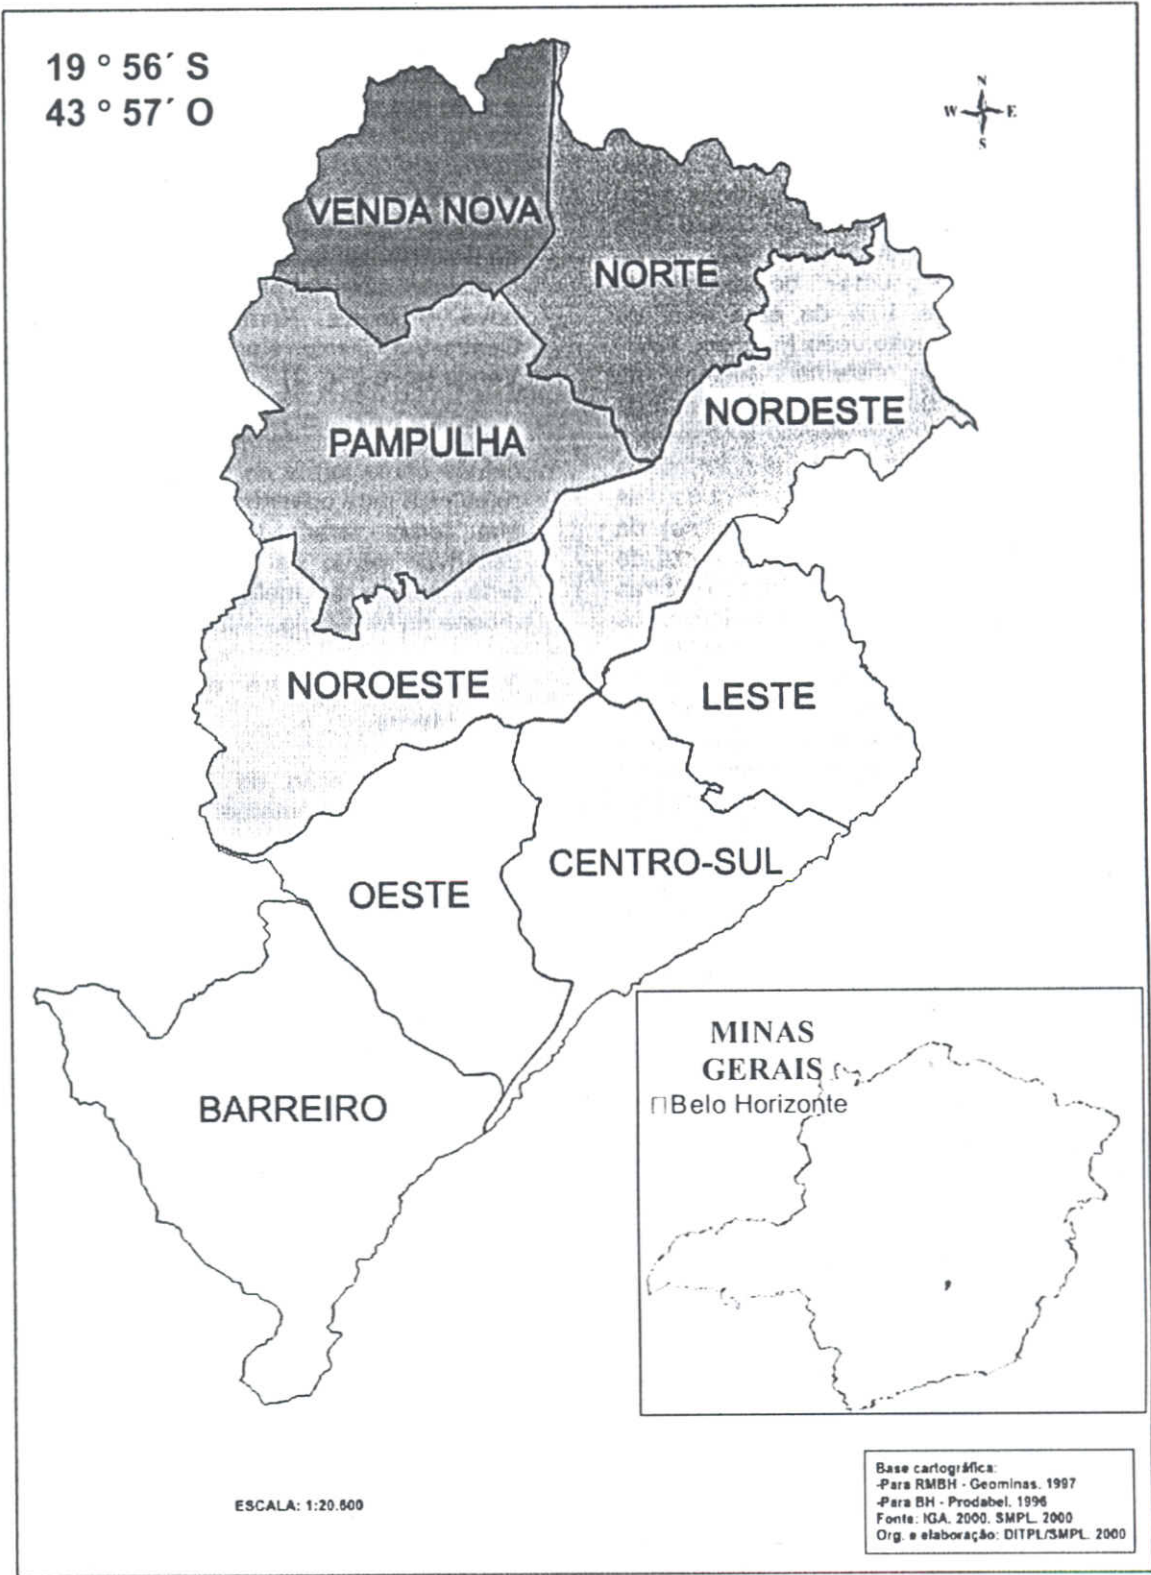 19 ° 56´ S
43 ° 57´ O
N
W E
S
VENDA NOVA
NORTE
NORDESTE
PAMPULHA
NOROESTE
LESTE
CENTRO-SUL
OESTE
BARREIRO
MINAS
GERAIS
Belo Horizonte
ESCALA: 1:20.600
Base cartográfica:
-Para RMBH - Geominas. 1997
-Para BH - Prodabel. 1996
Fonte: IGA. 2000. SMPL. 2000
Org. e elaboração: DITPL/SMPL. 2000